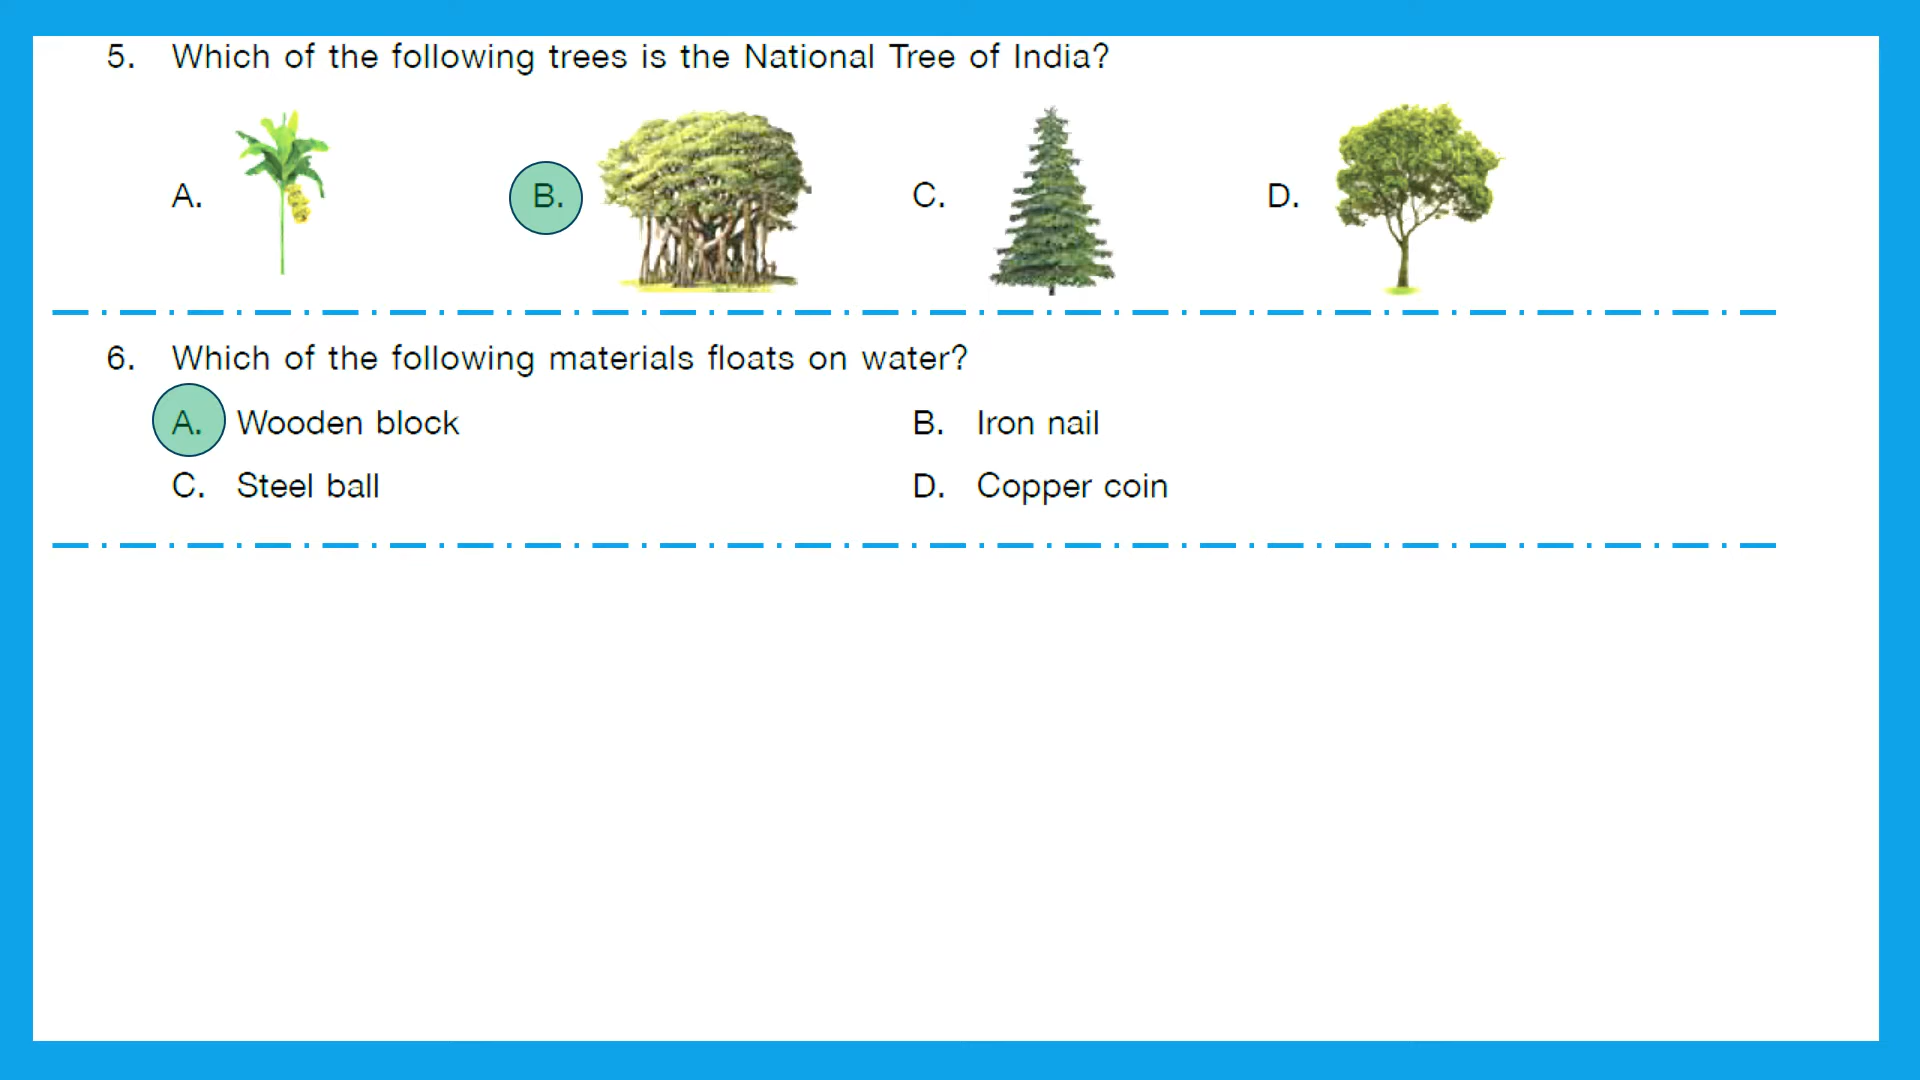 5. Which of the following trees is the National Tree of India?
A. B. C. D.
6. Which of the following materials floats on water?
A. Wooden block B. Iron nail
C. Steel ball D. Copper coin